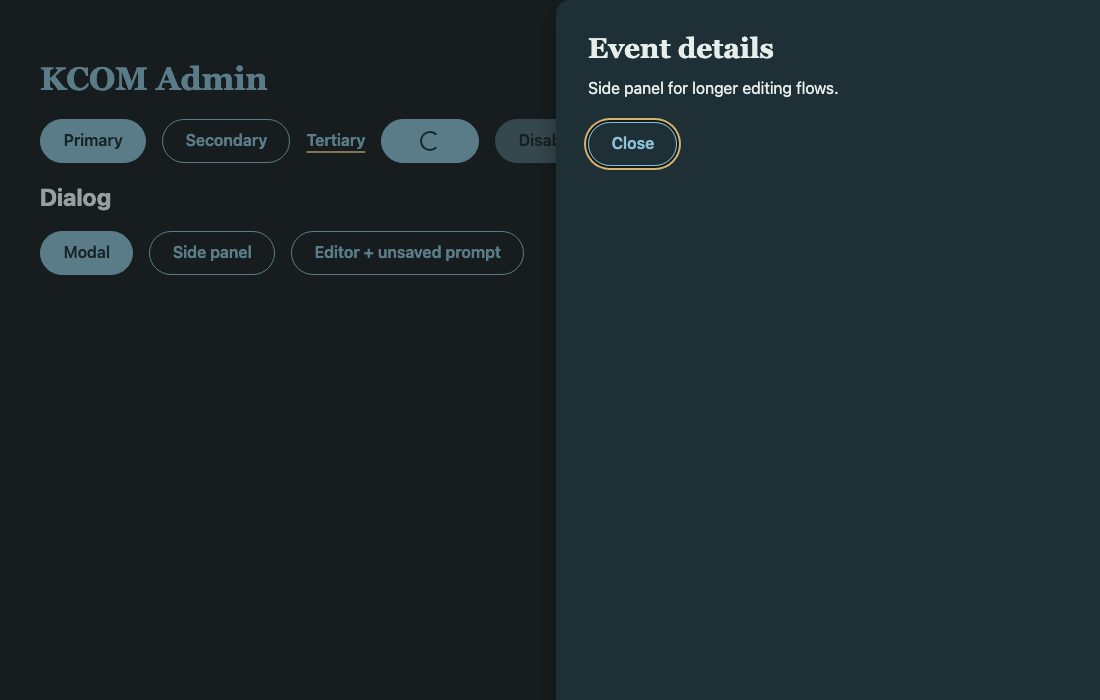 KCOM Admin
Primary
Secondary
Tertiary
Dialog
Modal
Side panel
Editor + unsaved prompt
Event details
Side panel for longer editing flows.
Close